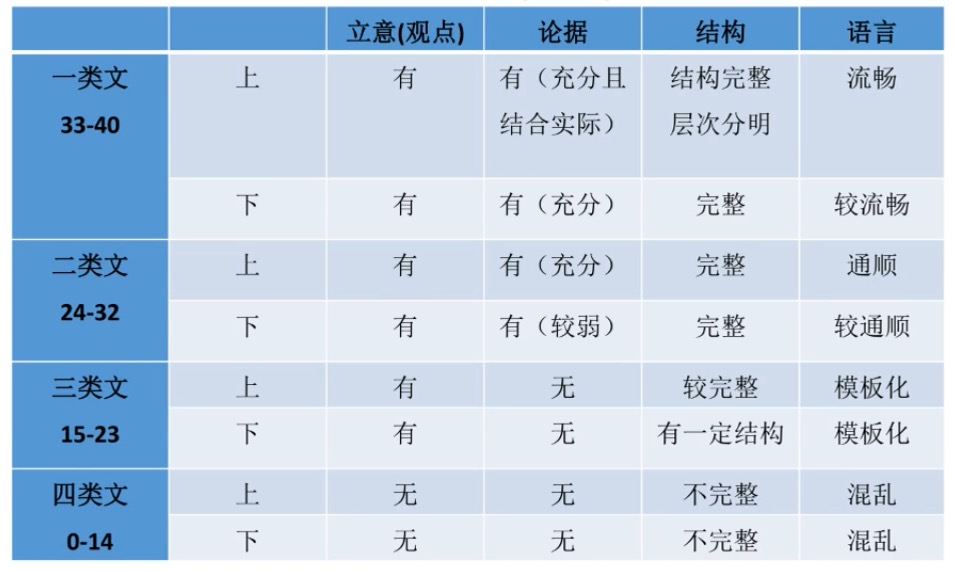 立意(观点) 论据 结构 语言
一类文 上 有 有（充分且 结构完整 流畅
33-40 结合实际） 层次分明
下 有 有（充分） 完整 较流畅
二类文 上 有 有（充分） 完整 通顺
24-32
下 有 有（较弱） 完整 较通顺
三类文 上 有 无 较完整 模板化
15-23 下 有 无 有一定结构 模板化
四类文 上 无 无 不完整 混乱
0-14 下 无 无 不完整 混乱